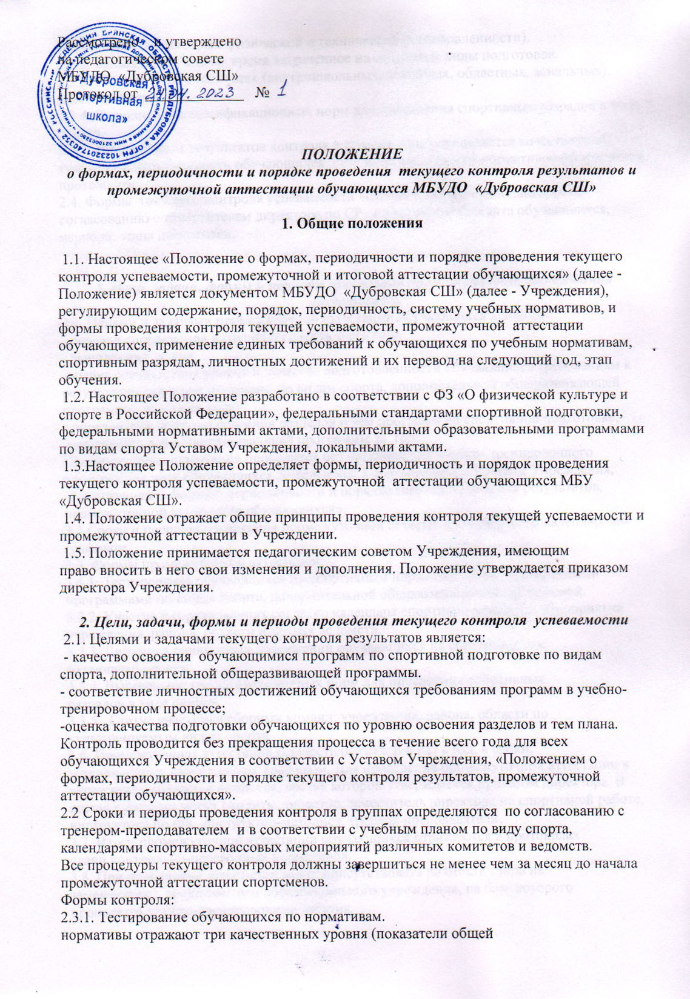 Рассмотрено и утверждено
на педагогическом совете
МБУДО «Дубровская СШ»
Протокол от 24.04.2023 № 1
«Дубровская
спортивная
школа»
ПОЛОЖЕНИЕ
о формах, периодичности и порядке проведения текущего контроля результатов и
промежуточной аттестации обучающихся МБУДО «Дубровская СШ»
1. Общие положения
1.1. Настоящее «Положение о формах, периодичности и порядке проведения текущего
контроля успеваемости, промежуточной и итоговой аттестации обучающихся» (далее -
Положение) является документом МБУДО «Дубровская СШ» (далее - Учреждения),
регулирующим содержание, порядок, периодичность, систему учебных нормативов, и
формы проведения контроля текущей успеваемости, промежуточной аттестации
обучающихся, применение единых требований к обучающихся по учебным нормативам,
спортивным разрядам, личностных достижений и их перевод на следующий год, этап
обучения.
1.2. Настоящее Положение разработано в соответствии с ФЗ «О физической культуре и
спорте в Российской Федерации», федеральными стандартами спортивной подготовки,
федеральными нормативными актами, дополнительными образовательными программами
по видам спорта Уставом Учреждения, локальными актами.
1.3.Настоящее Положение определяет формы, периодичность и порядок проведения
текущего контроля успеваемости, промежуточной аттестации обучающихся МБУ
«Дубровская СШ».
1.4. Положение отражает общие принципы проведения контроля текущей успеваемости и
промежуточной аттестации в Учреждении.
1.5. Положение принимается педагогическим советом Учреждения, имеющим
право вносить в него свои изменения и дополнения. Положение утверждается приказом
директора Учреждения.
2. Цели, задачи, формы и периоды проведения текущего контроля успеваемости
2.1. Целями и задачами текущего контроля результатов является:
- качество освоения обучающимися программ по спортивной подготовке по видам
спорта, дополнительной общеразвивающей программы.
- соответствие личностных достижений обучающихся требованиям программ в учебно-
тренировочном процессе;
-оценка качества подготовки обучающихся по уровню освоения разделов и тем плана.
Контроль проводится без прекращения процесса в течение всего года для всех
обучающихся Учреждения в соответствии с Уставом Учреждения, «Положением о
формах, периодичности и порядке текущего контроля результатов, промежуточной
аттестации обучающихся».
2.2 Сроки и периоды проведения контроля в группах определяются по согласованию с
тренером-преподавателем и в соответствии с учебным планом по виду спорта,
календарями спортивно-массовых мероприятий различных комитетов и ведомств.
Все процедуры текущего контроля должны завершиться не менее чем за месяц до начала
промежуточной аттестации спортсменов.
Формы контроля:
2.3.1. Тестирование обучающихся по нормативам.
нормативы отражают три качественных уровня (показатели общей